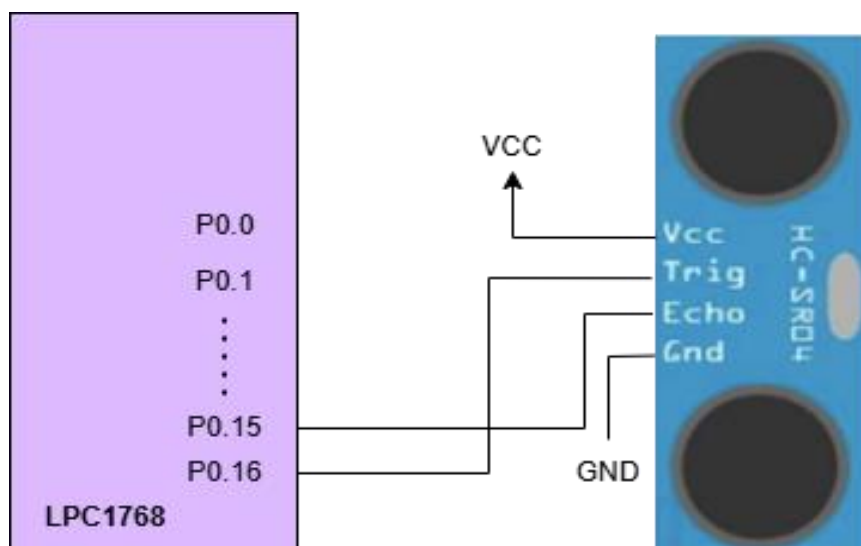 VCC
P0.0
P0.1
P0.15
P0.16
LPC1768
GND
Vcc
Trig
Echo
Gnd
HC-SR04